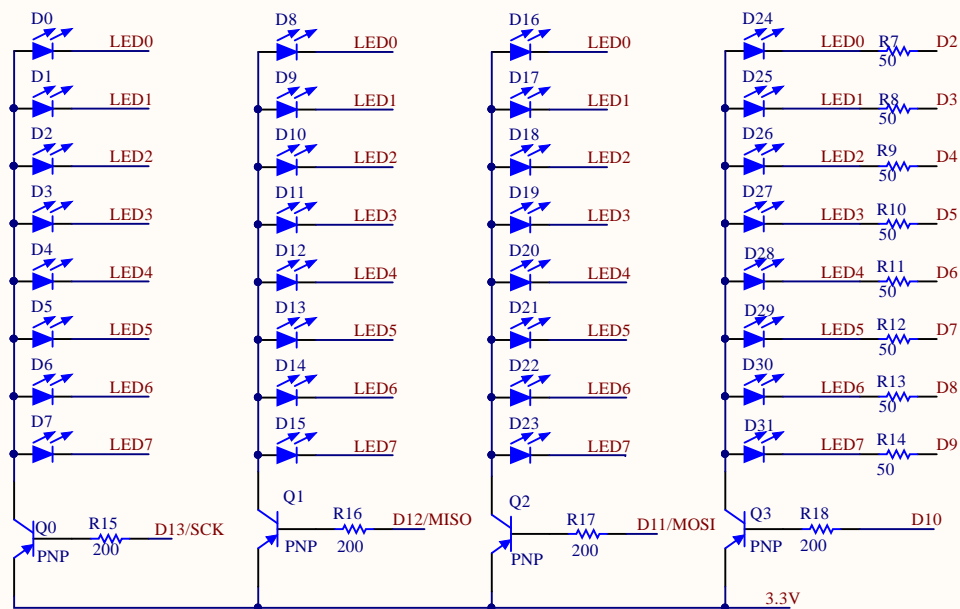 D0 D8 D16 D24
LED0 LED0 LED0 LED0 R7 D2
50
D1 D9 D17 D25
LED1 LED1 LED1 LED1 R8 D3
50
D2 D10 D18 D26
LED2 LED2 LED2 LED2 R9 D4
50
D3 D11 D19 D27
LED3 LED3 LED3 LED3 R10 D5
50
D4 D12 D20 D28
LED4 LED4 LED4 LED4 R11 D6
50
D5 D13 D21 D29
LED5 LED5 LED5 LED5 R12 D7
50
D6 D14 D22 D30
LED6 LED6 LED6 LED6 R13 D8
50
D7 D15 D23 D31
LED7 LED7 LED7 LED7 R14 D9
50
Q0 R15 D13/SCK
PNP 200
Q1 R16 D12/MISO
PNP 200
Q2 R17 D11/MOSI
PNP 200
Q3 R18 D10
PNP 200
3.3V